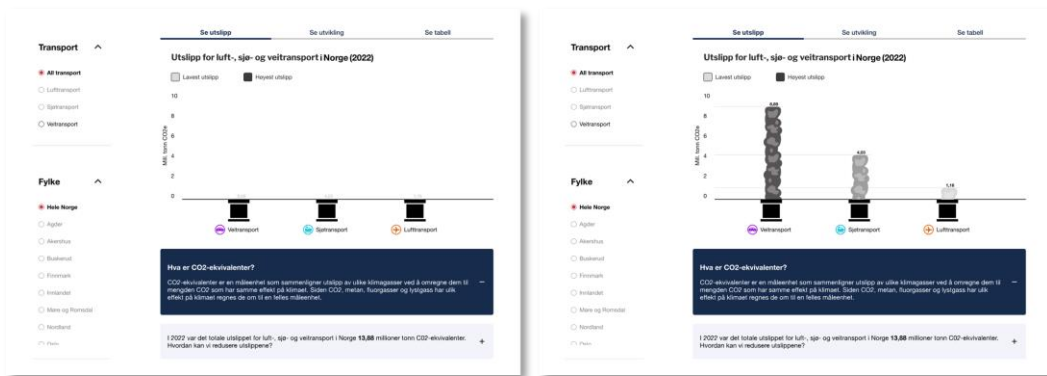 Transport
All transport
Lufttransport
Sjøtransport
Veitransport
Fylke
Hele Norge
Agder
Akershus
Buskerud
Finnmark
Innlandet
Møre og Romsdal
Nordland
Oslo
Se utslipp
Se utvikling
Se tabell
Utslipp for luft-, sjø- og veitransport i Norge (2022)
Lavest utslipp
Høyest utslipp
Mill. tonn CO2e
10
8
6
4
2
0
Veitransport
Sjøtransport
Lufttransport
Hva er CO2-ekvivalenter?
CO2-ekvivalenter er en måleenhet som sammenligner utslipp av ulike klimagasser ved å omregne dem til
mengden CO2 som har samme effekt på klimaet. Siden CO2, metan, fluorgasser og lystgass har ulik
effekt på klimaet regnes de om til en felles måleenhet.
I 2022 var det totale utslippet for luft-, sjø- og veitransport i Norge 13,88 millioner tonn C02-ekvivalenter.
Hvordan kan vi redusere utslippene?
Transport
All transport
Lufttransport
Sjøtransport
Veitransport
Fylke
Hele Norge
Agder
Akershus
Buskerud
Finnmark
Innlandet
Møre og Romsdal
Nordland
Oslo
Se utslipp
Se utvikling
Se tabell
Utslipp for luft-, sjø- og veitransport i Norge (2022)
Lavest utslipp
Høyest utslipp
Mill. tonn CO2e
10
8
6
4
2
0
1,18
Veitransport
Sjøtransport
Lufttransport
Hva er CO2-ekvivalenter?
CO2-ekvivalenter er en måleenhet som sammenligner utslipp av ulike klimagasser ved å omregne dem til
mengden CO2 som har samme effekt på klimaet. Siden CO2, metan, fluorgasser og lystgass har ulik
effekt på klimaet regnes de om til en felles måleenhet.
I 2022 var det totale utslippet for luft-, sjø- og veitransport i Norge 13,88 millioner tonn C02-ekvivalenter.
Hvordan kan vi redusere utslippene?